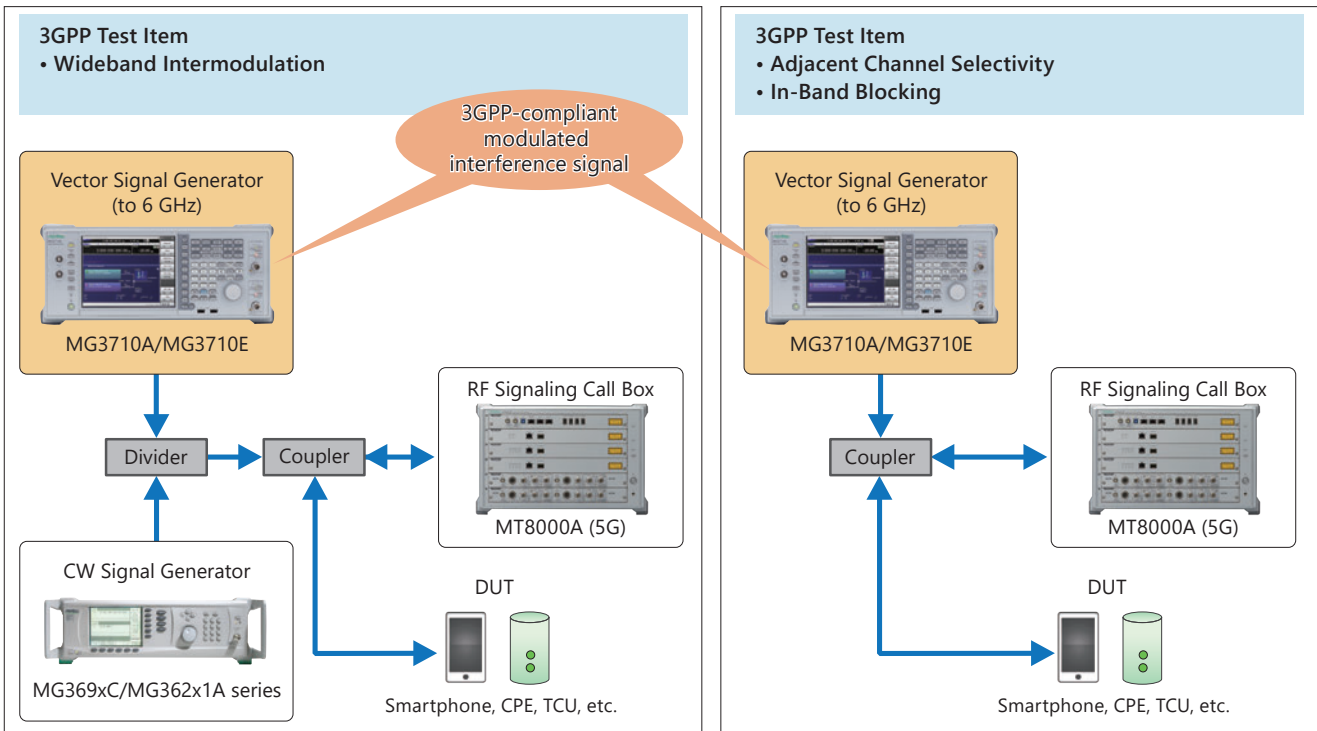 3GPP Test Item
• Wideband Intermodulation
3GPP-compliant
modulated
interference signal
Vector Signal Generator
(to 6 GHz)
MG3710A/MG3710E
Divider
Coupler
RF Signaling Call Box
MT8000A (5G)
CW Signal Generator
MG369xC/MG362x1A series
DUT
Smartphone, CPE, TCU, etc.
3GPP Test Item
• Adjacent Channel Selectivity
• In-Band Blocking
Vector Signal Generator
(to 6 GHz)
MG3710A/MG3710E
Coupler
RF Signaling Call Box
MT8000A (5G)
DUT
Smartphone, CPE, TCU, etc.